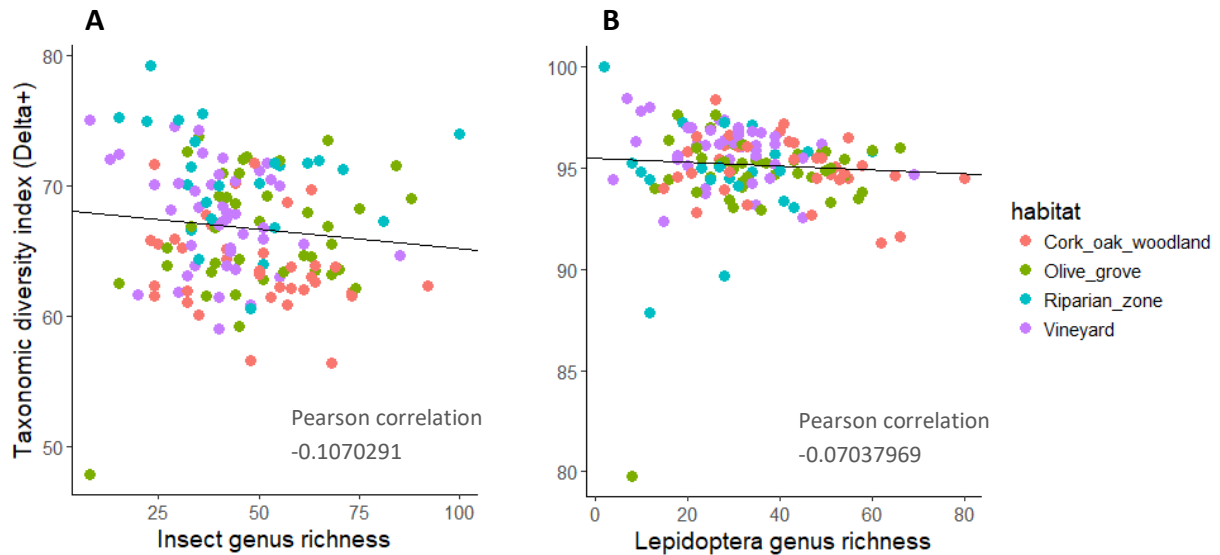 A
B
Taxonomic diversity index (Delta+)
80
70
60
50
25
50
75
100
Insect genus richness
Pearson correlation
-0.1070291
100
95
90
85
80
0
20
40
60
80
Lepidoptera genus richness
Pearson correlation
-0.07037969
habitat
Cork_oak_woodland
Olive_grove
Riparian_zone
Vineyard